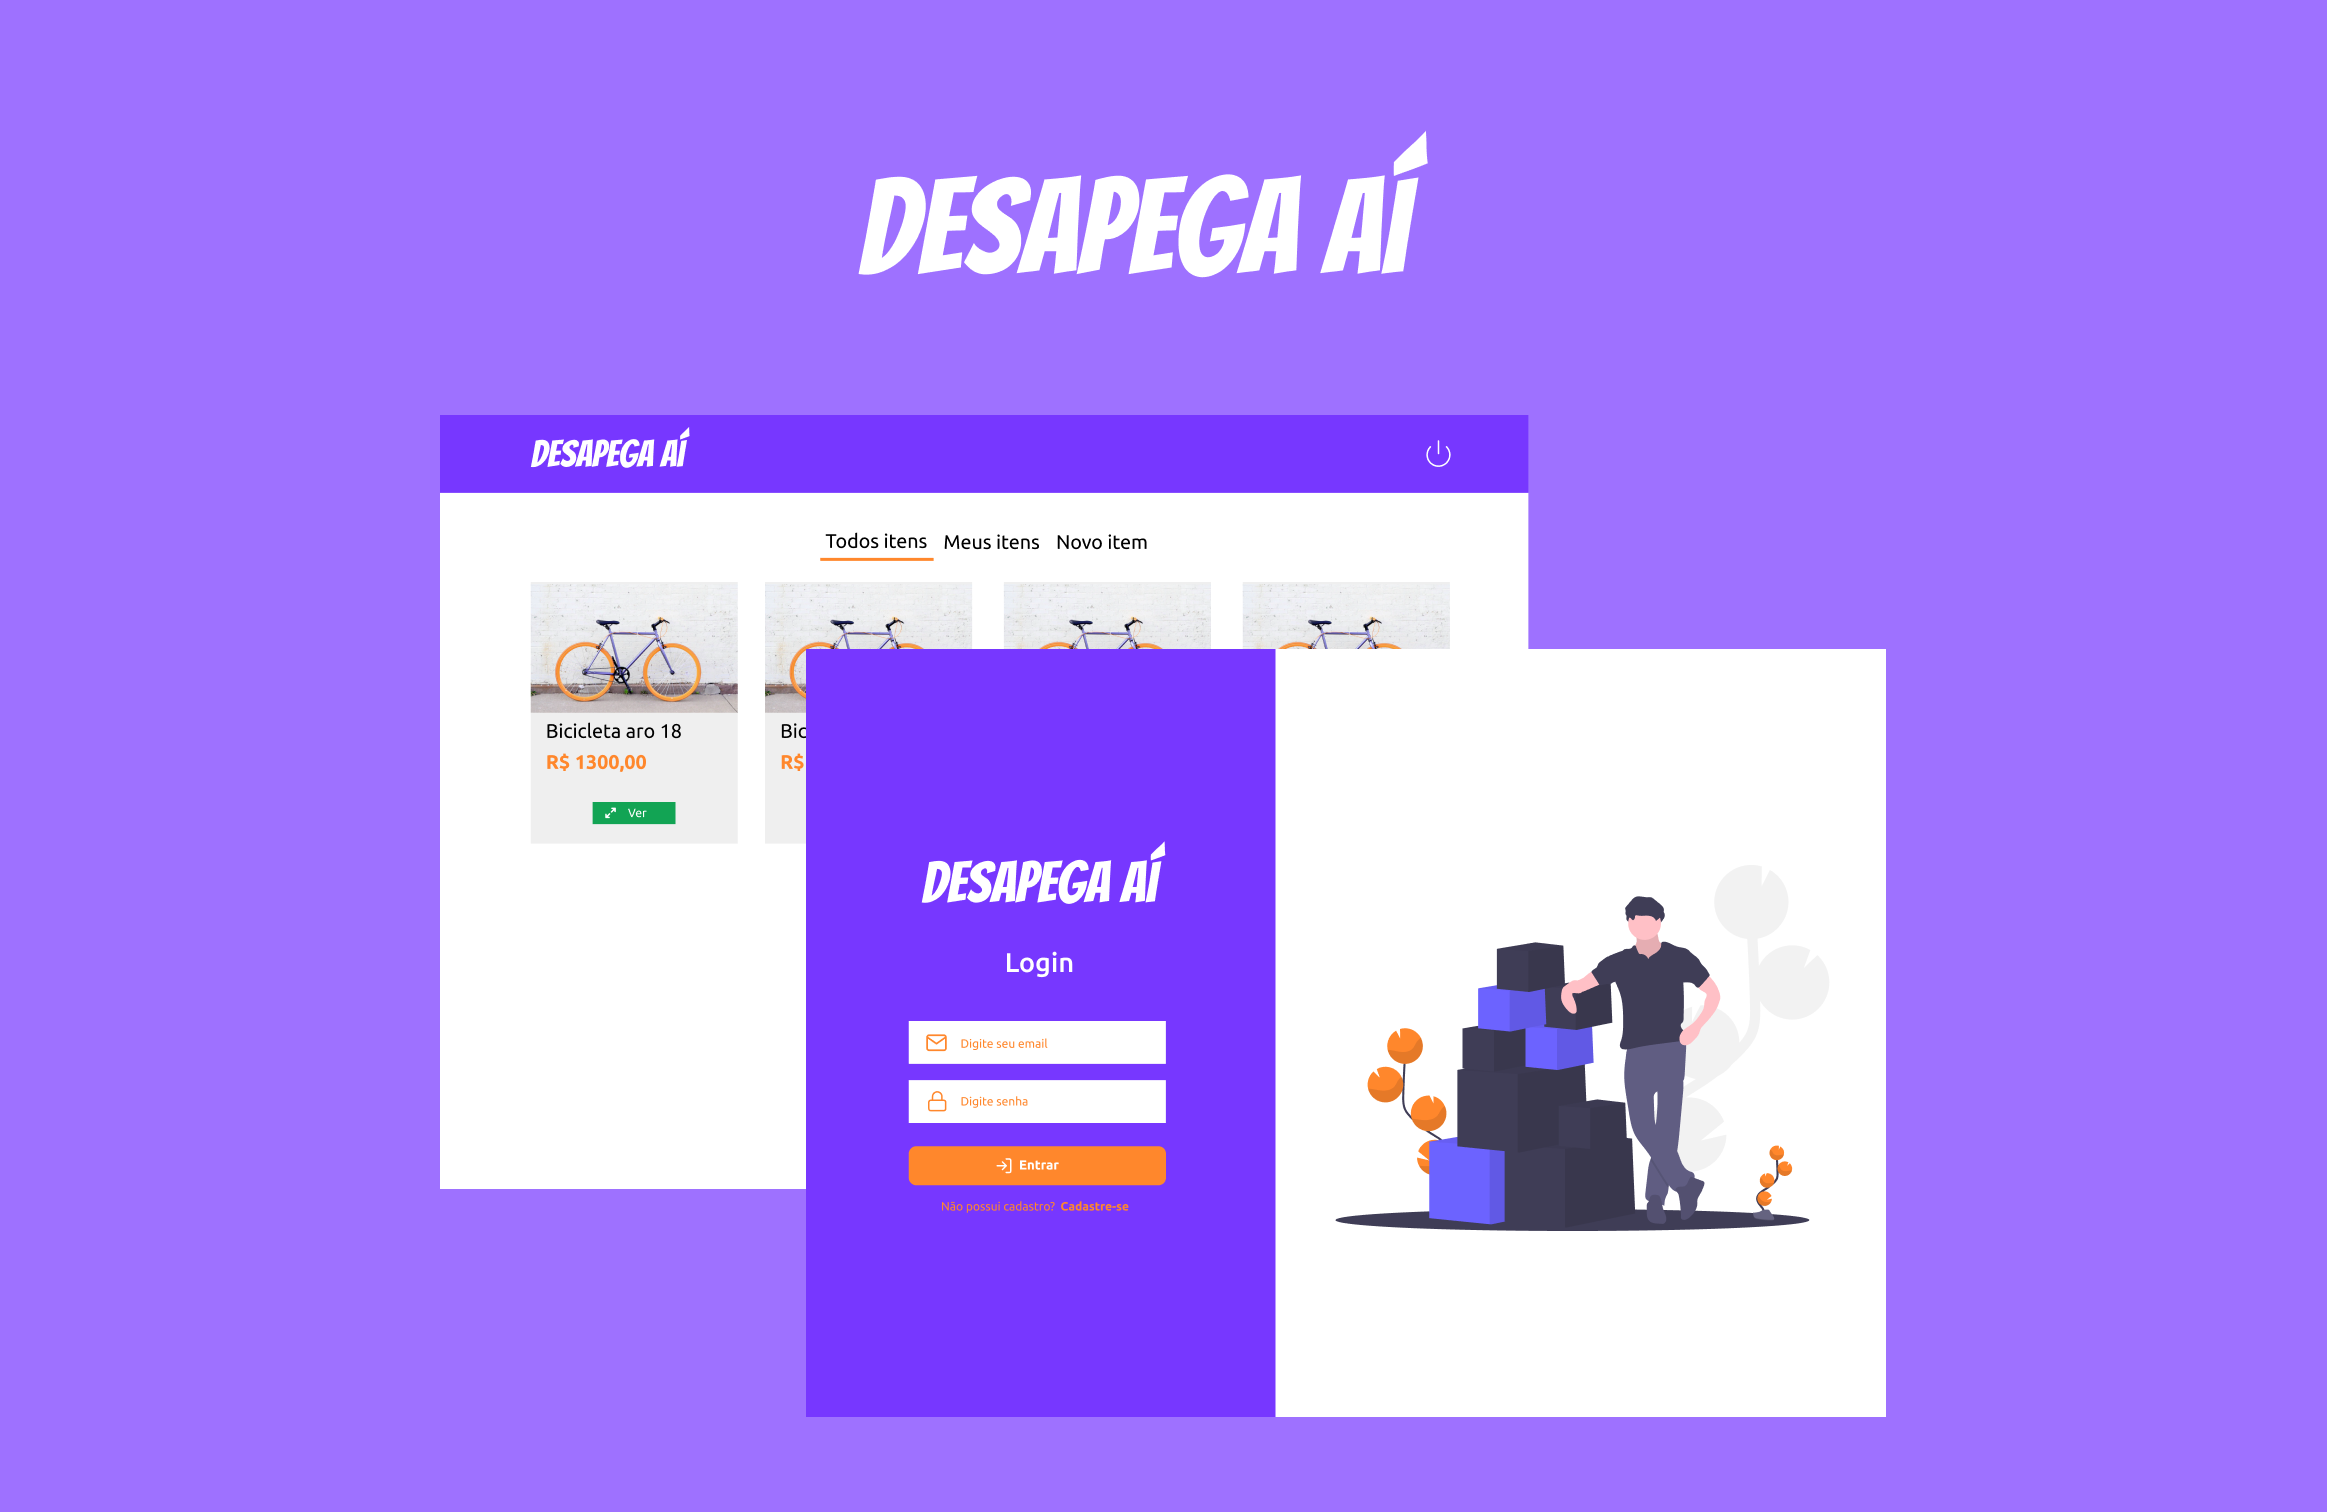 DESAPEGA AÍ
DESAPEGA AÍ
Todos itens Meus itens Novo item
Bicicleta aro 18
R$ 1300,00
Ver
Bic
R$
DESAPEGA AÍ
Login
Digite seu email
Digite senha
Entrar
Não possui cadastro? Cadastre-se